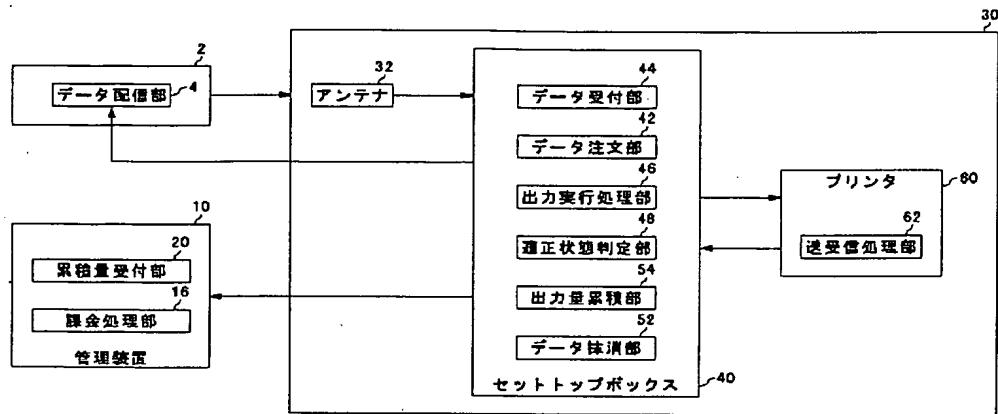 30
2
データ配信部
4
32
アンテナ
44
データ受付部
42
データ注文部
46
出力実行処理部
48
適正状態判定部
54
出力量累積部
52
データ抹消部
セットトップボックス
40
プリンタ
60
62
送受信処理部
10
20
累積量受付部
16
課金処理部
管理装置